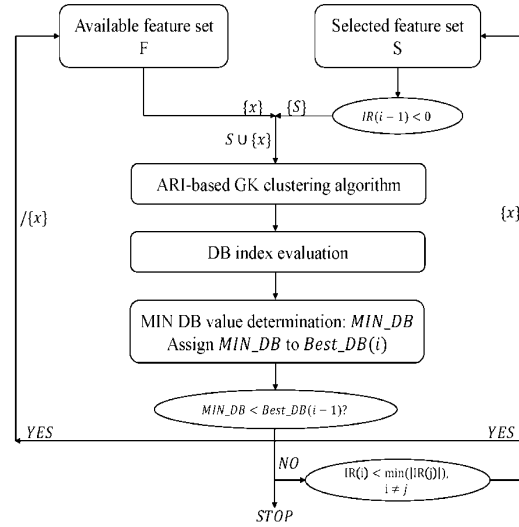 Available feature set
F
Selected feature set
S
{x}
{S}
IR(i − 1) < 0
S ∪ {x}
ARI-based GK clustering algorithm
/{x}
{x}
DB index evaluation
MIN DB value determination: MIN_DB
Assign MIN_DB to Best_DB(i)
MIN_DB < Best_DB(i − 1)?
YES
YES
NO
IR(i) < min(|IR(j)|),
i ≠ j
STOP